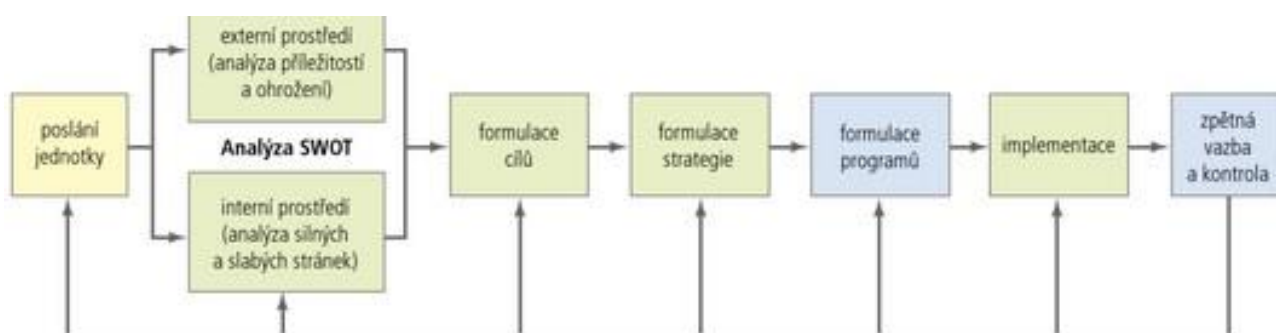 poslání
jednotky
externí prostředí
(analýza příležitostí
a ohrožení)
Analýza SWOT
interní prostředí
(analýza silných
a slabých stránek)
formulace
cílů
formulace
strategie
formulace
programů
implementace
zpětná
vazba
a kontrola